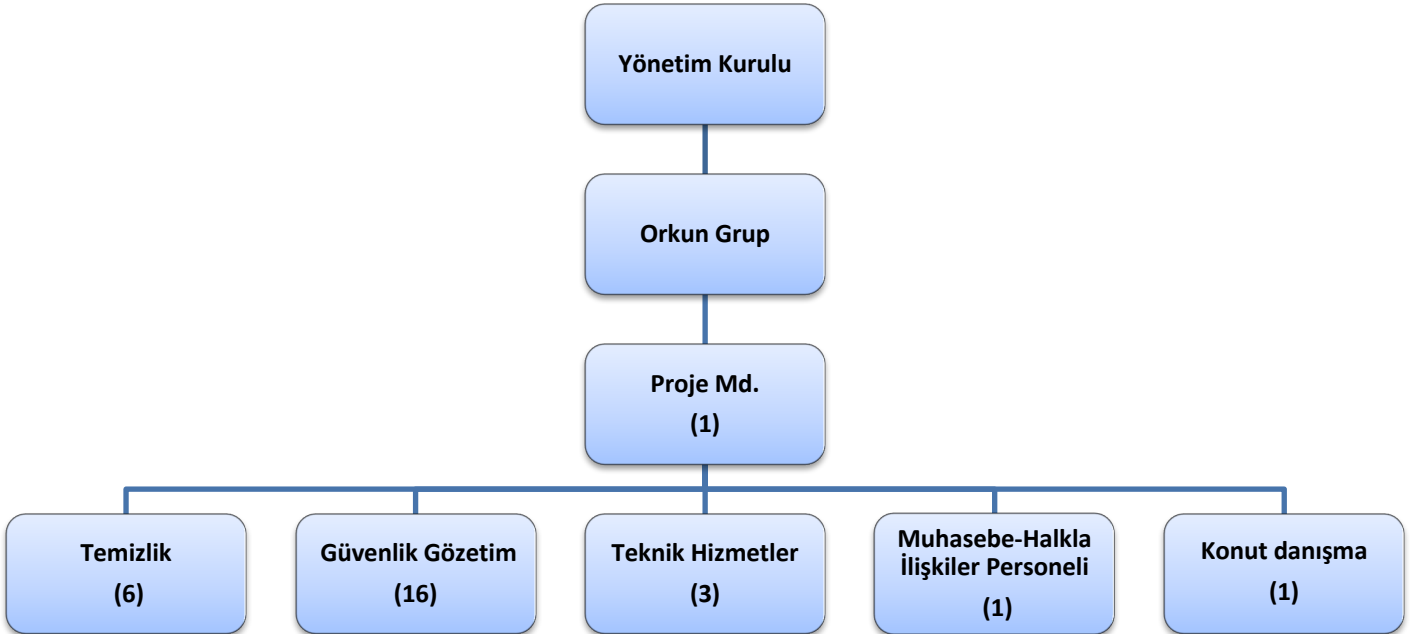 Yönetim Kurulu
Orkun Grup
Proje Md.
(1)
Temizlik
(6)
Güvenlik Gözetim
(16)
Teknik Hizmetler
(3)
Muhasebe-Halkla
İlişkiler Personeli
(1)
Konut danışma
(1)